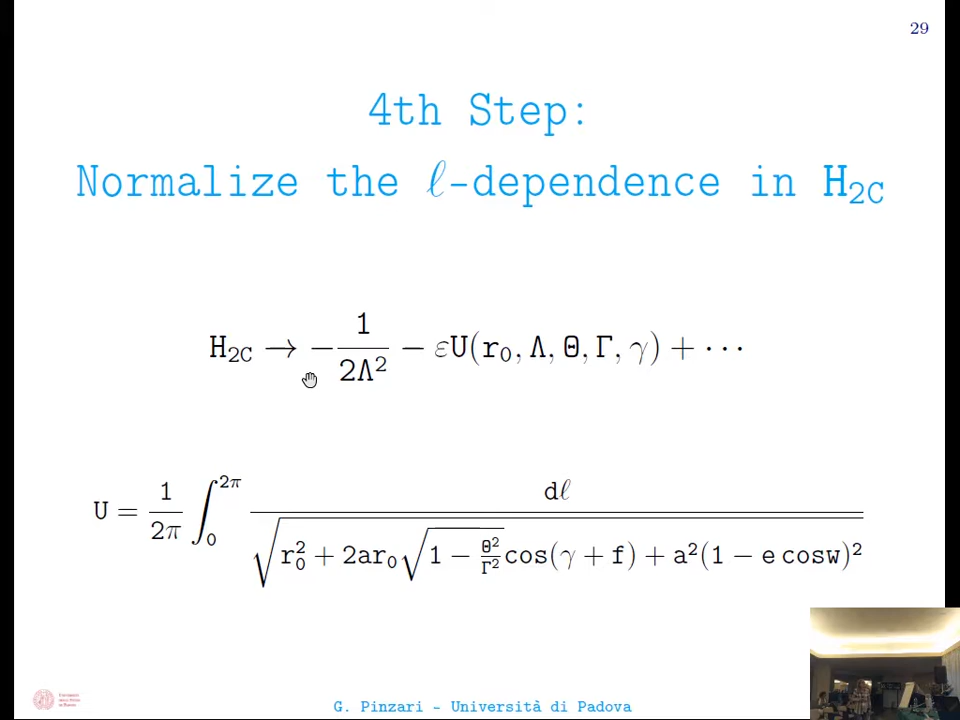 29
4th Step:
Normalize the ℓ-dependence in H₂C
H₂C → − 1/(2Λ²) − εU(r₀, Λ, Θ, Γ, γ) + ⋯
U = 1/(2π) ∫₀^{2π} dℓ / √(r₀² + 2ar₀ √(1 − Θ²/Γ²) cos(γ + f) + a²(1 − e cosw)²)
G. Pinzari - Università di Padova